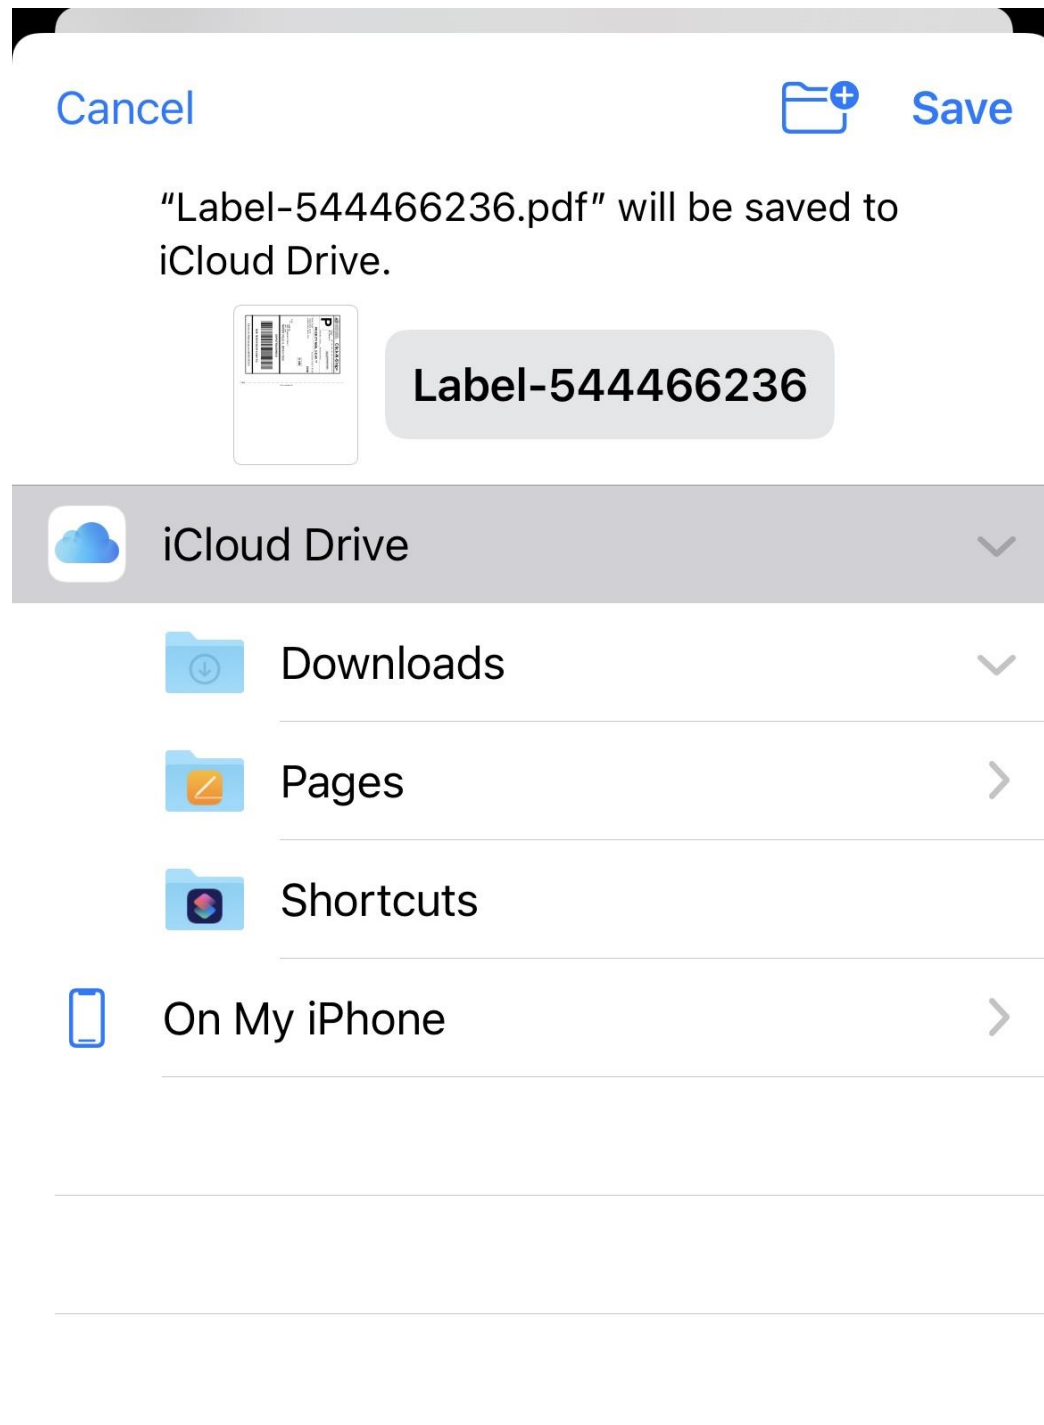 Cancel
Save
“Label-544466236.pdf” will be saved to
iCloud Drive.
P
Label-544466236
iCloud Drive
Downloads
Pages
Shortcuts
On My iPhone